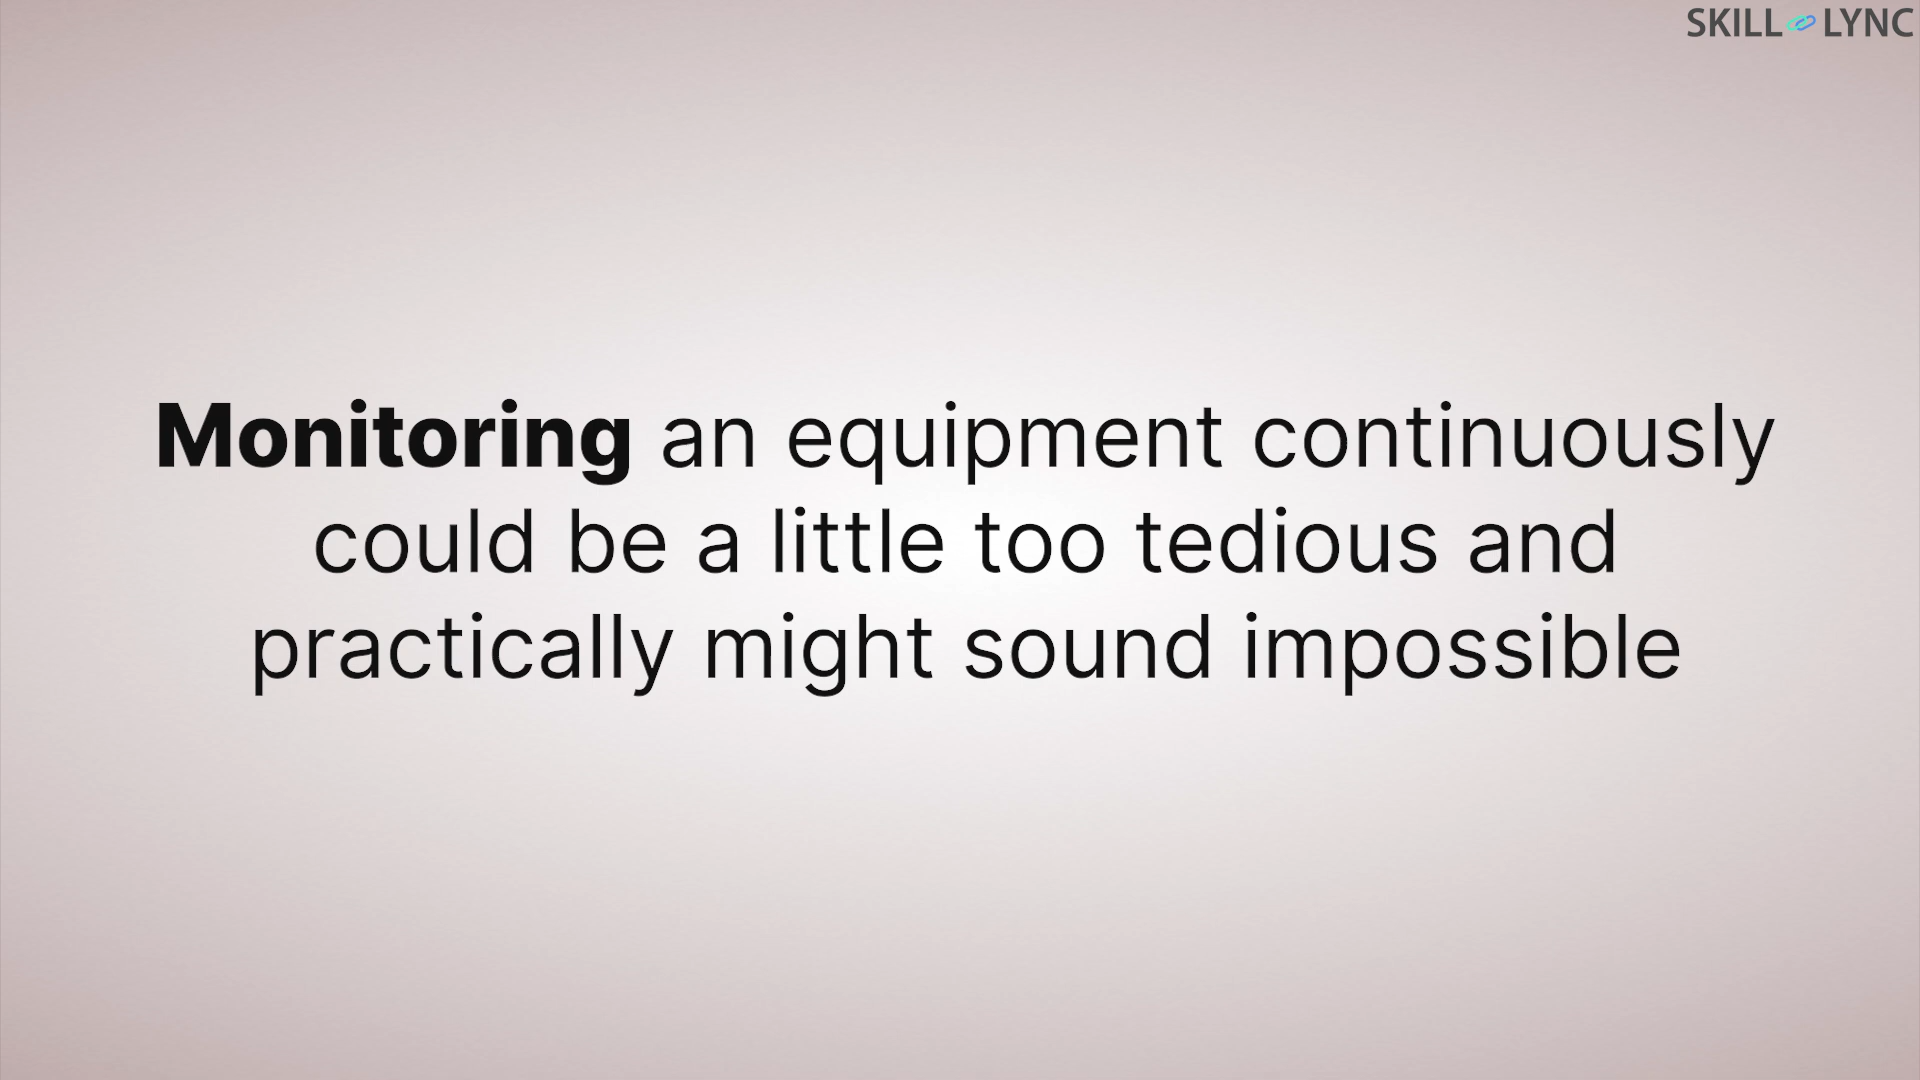 SKILL LYNC
Monitoring an equipment continuously
could be a little too tedious and
practically might sound impossible